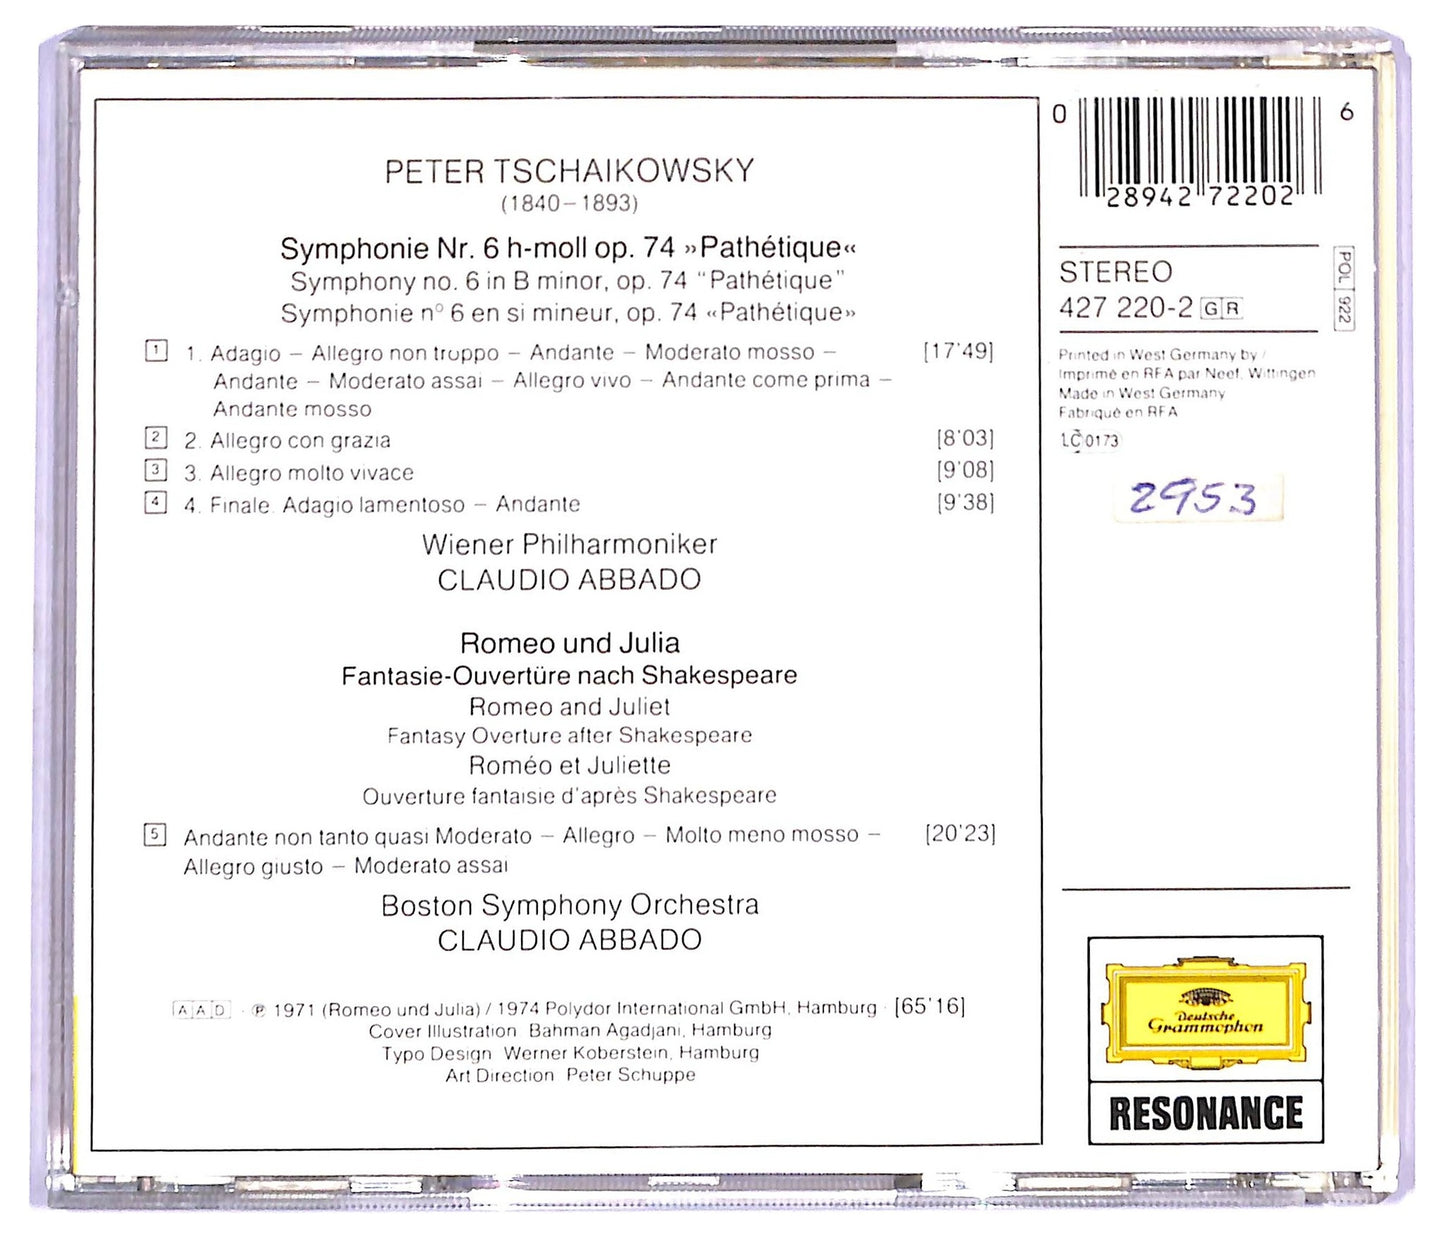 PETER TSCHAIKOWSKY
(1840–1893)
Symphonie Nr. 6 h-moll op. 74 »Pathétique«
Symphony no. 6 in B minor, op. 74 "Pathétique"
Symphonie n° 6 en si mineur, op. 74 «Pathétique»
1 1. Adagio – Allegro non troppo – Andante – Moderato mosso – [17'49]
Andante – Moderato assai – Allegro vivo – Andante come prima –
Andante mosso
2 2. Allegro con grazia [8'03]
3 3. Allegro molto vivace [9'08]
4 4. Finale. Adagio lamentoso – Andante [9'38]
Wiener Philharmoniker
CLAUDIO ABBADO
Romeo und Julia
Fantasie-Ouvertüre nach Shakespeare
Romeo and Juliet
Fantasy Overture after Shakespeare
Roméo et Juliette
Ouverture fantaisie d'après Shakespeare
5 Andante non tanto quasi Moderato – Allegro – Molto meno mosso – [20'23]
Allegro giusto – Moderato assai
Boston Symphony Orchestra
CLAUDIO ABBADO
AAD · ℗ 1971 (Romeo und Julia) / 1974 Polydor International GmbH, Hamburg · [65'16]
Cover Illustration Bahman Agadjani, Hamburg
Typo Design Werner Koberstein, Hamburg
Art Direction Peter Schuppe
0 28942 72202 6
STEREO
427 220-2 GR
POL 922
Printed in West Germany by /
Imprimé en RFA par Neef, Wittingen
Made in West Germany
Fabriqué en RFA
LC 0173
2953
Deutsche
Grammophon
RESONANCE